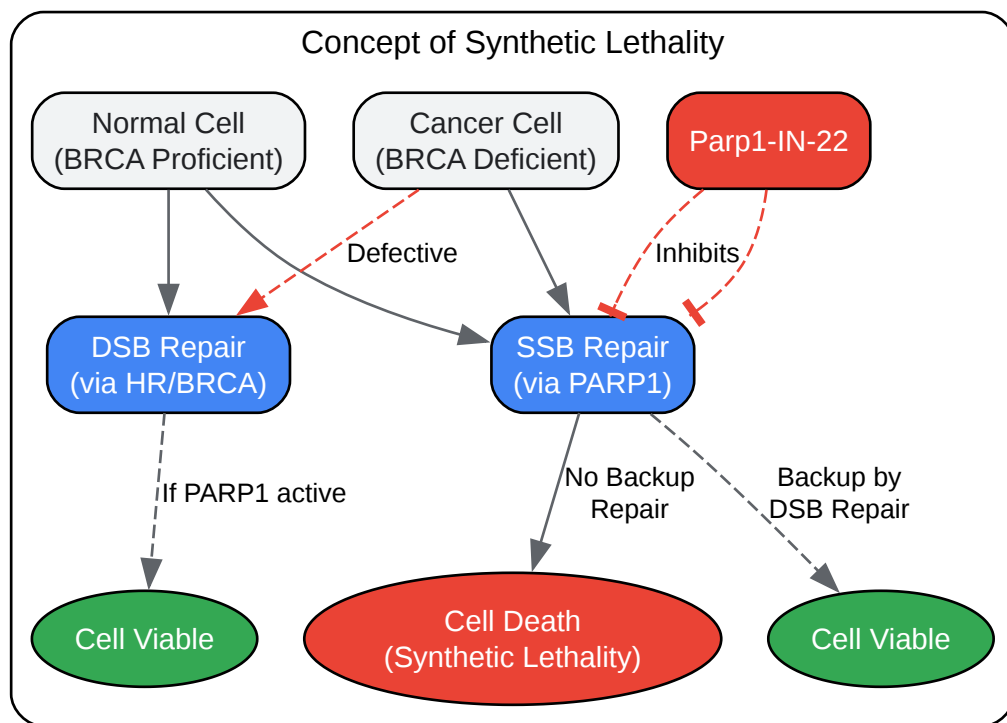 Concept of Synthetic Lethality
Normal Cell
(BRCA Proficient)
Cancer Cell
(BRCA Deficient)
Parp1-IN-22
Defective
Inhibits
DSB Repair
(via HR/BRCA)
SSB Repair
(via PARP1)
If PARP1 active
No Backup
Repair
Backup by
DSB Repair
Cell Viable
Cell Death
(Synthetic Lethality)
Cell Viable